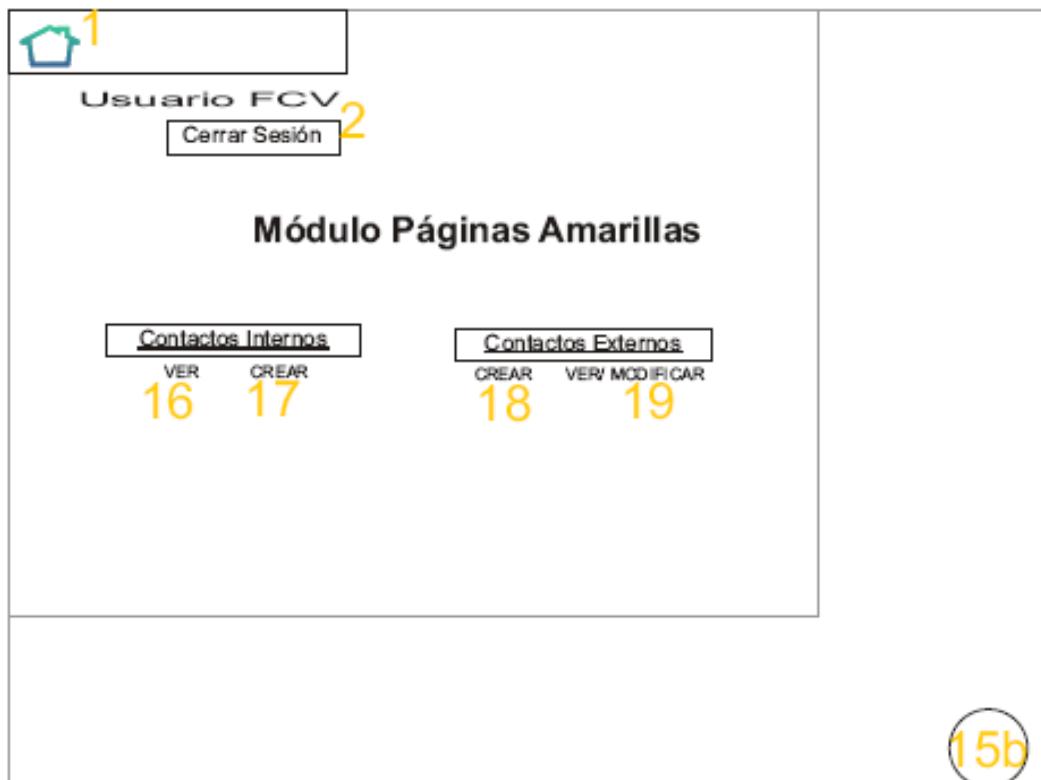 1
Usuario FCV
Cerrar Sesión 2
Módulo Páginas Amarillas
Contactos Internos Contactos Externos
VER CREAR CREAR VER/ MODIFICAR
16 17 18 19
15b